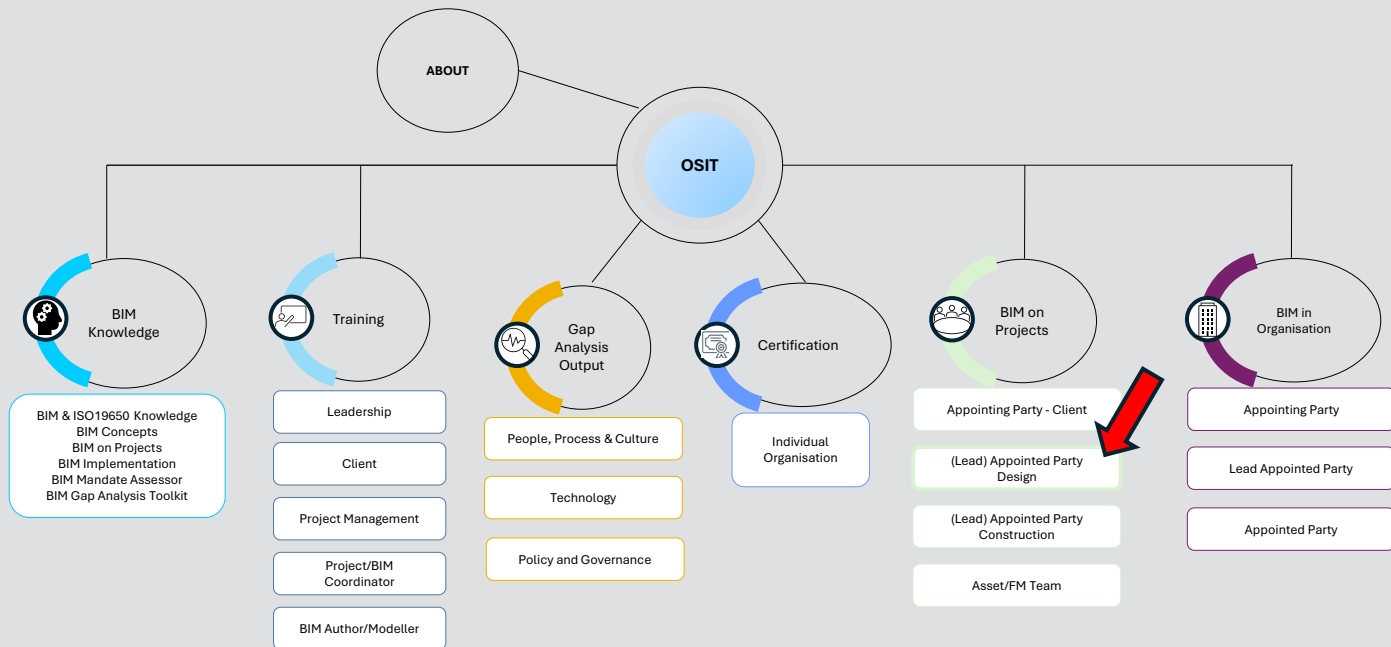 ABOUT
OSIT
BIM
Knowledge
BIM & ISO19650 Knowledge
BIM Concepts
BIM on Projects
BIM Implementation
BIM Mandate Assessor
BIM Gap Analysis Toolkit
Training
Leadership
Client
Project Management
Project/BIM
Coordinator
BIM Author/Modeller
Gap
Analysis
Output
People, Process & Culture
Technology
Policy and Governance
Certification
Individual
Organisation
BIM on
Projects
Appointing Party - Client
(Lead) Appointed Party
Design
(Lead) Appointed Party
Construction
Asset/FM Team
BIM in
Organisation
Appointing Party
Lead Appointed Party
Appointed Party